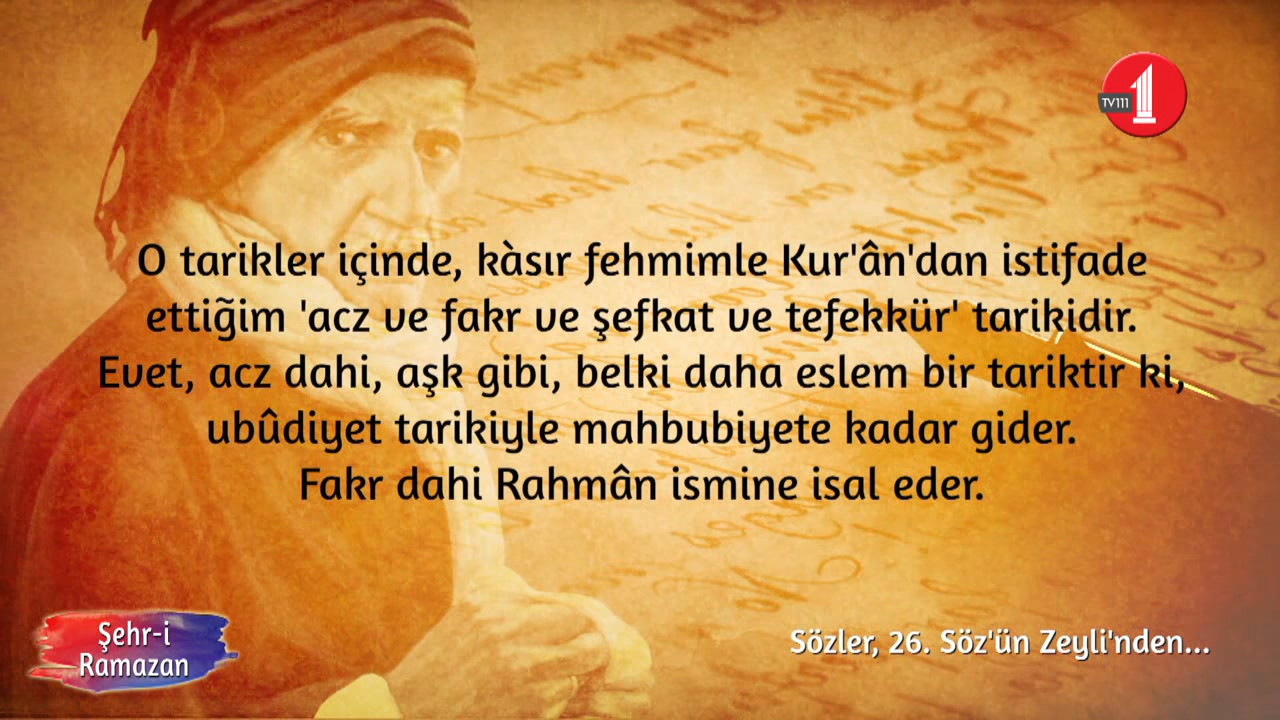 TV111 1
O tarikler içinde, kàsır fehmimle Kur'ân'dan istifade
ettiğim 'acz ve fakr ve şefkat ve tefekkür' tarikidir.
Evet, acz dahi, aşk gibi, belki daha eslem bir tariktir ki,
ubûdiyet tarikiyle mahbubiyete kadar gider.
Fakr dahi Rahmân ismine isal eder.
Şehr-i
Ramazan
Sözler, 26. Söz'ün Zeyli'nden...